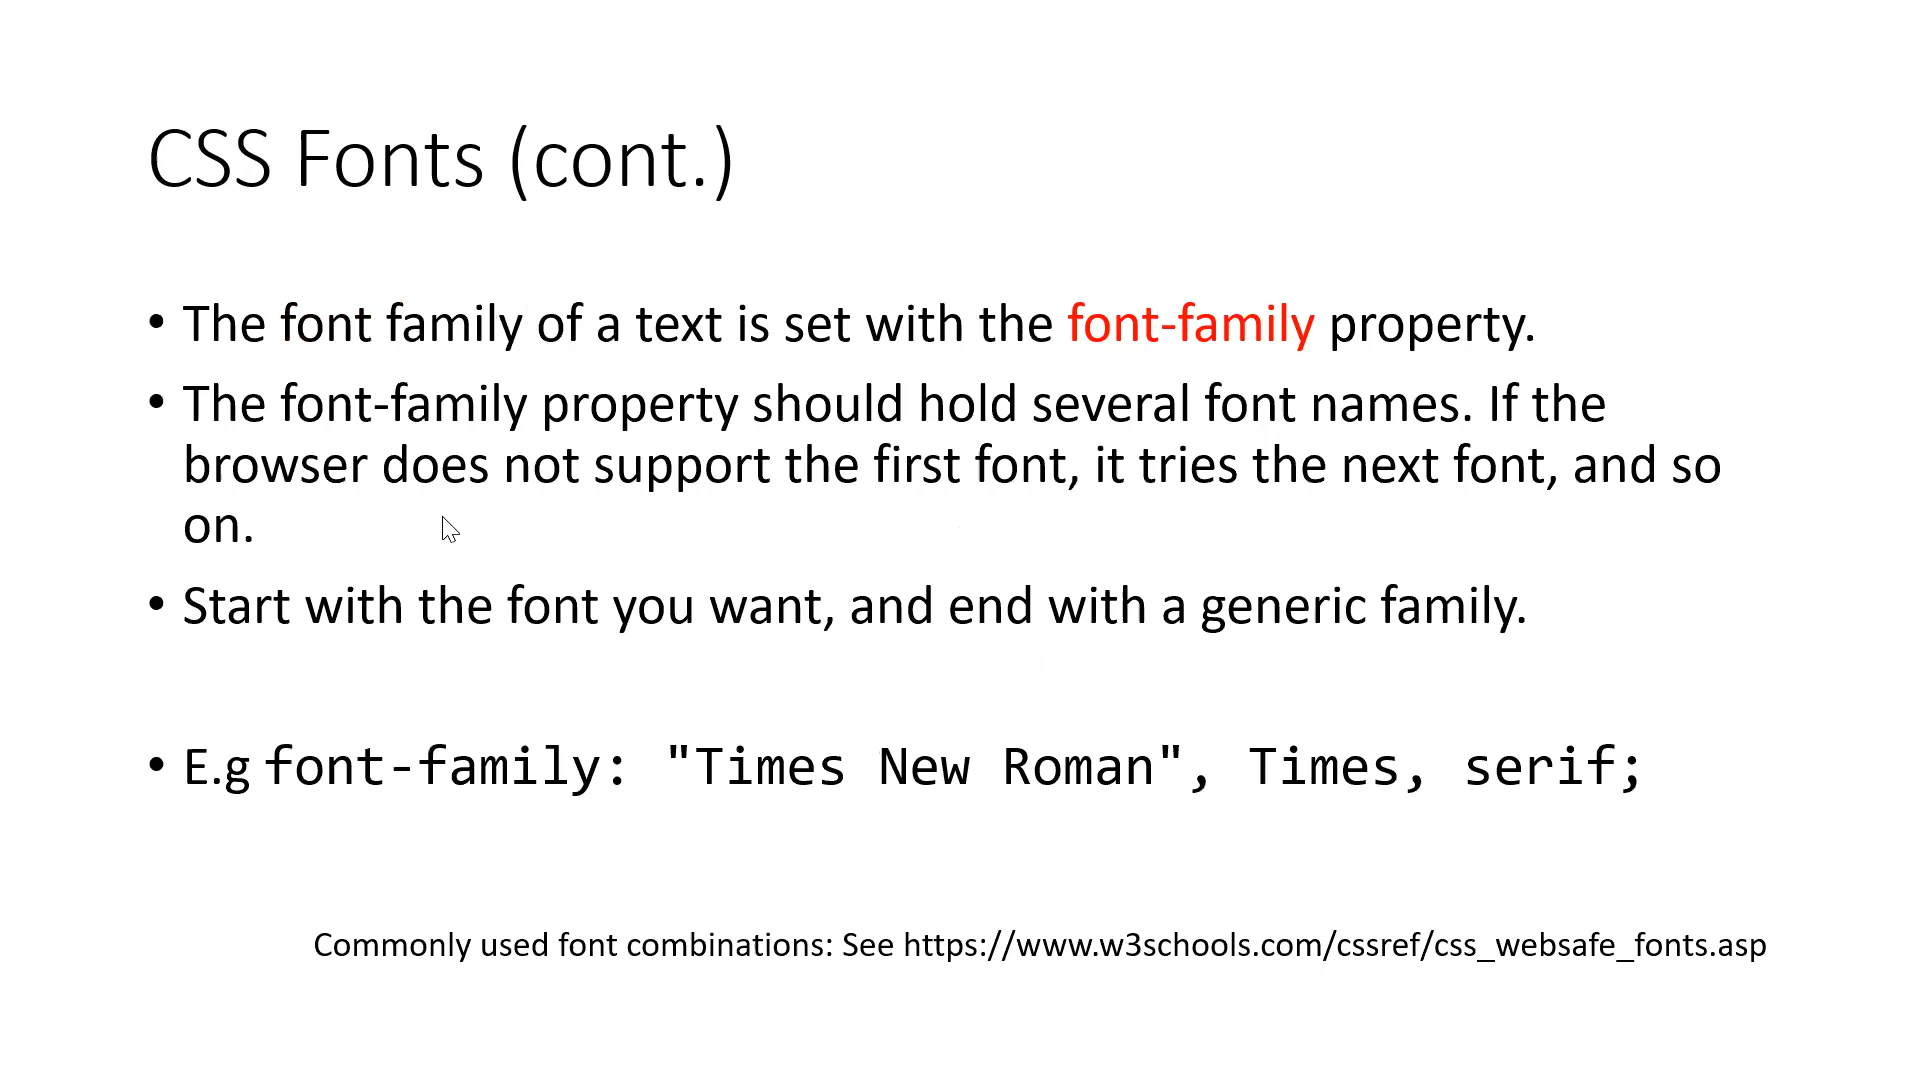 CSS Fonts (cont.)
• The font family of a text is set with the font-family property.
• The font-family property should hold several font names. If the
browser does not support the first font, it tries the next font, and so
on.
• Start with the font you want, and end with a generic family.
• E.g font-family: "Times New Roman", Times, serif;
Commonly used font combinations: See https://www.w3schools.com/cssref/css_websafe_fonts.asp